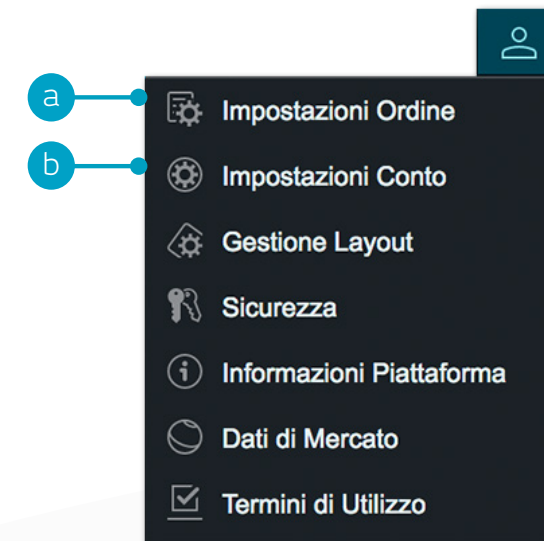 a
Impostazioni Ordine
b
Impostazioni Conto
Gestione Layout
Sicurezza
Informazioni Piattaforma
Dati di Mercato
Termini di Utilizzo